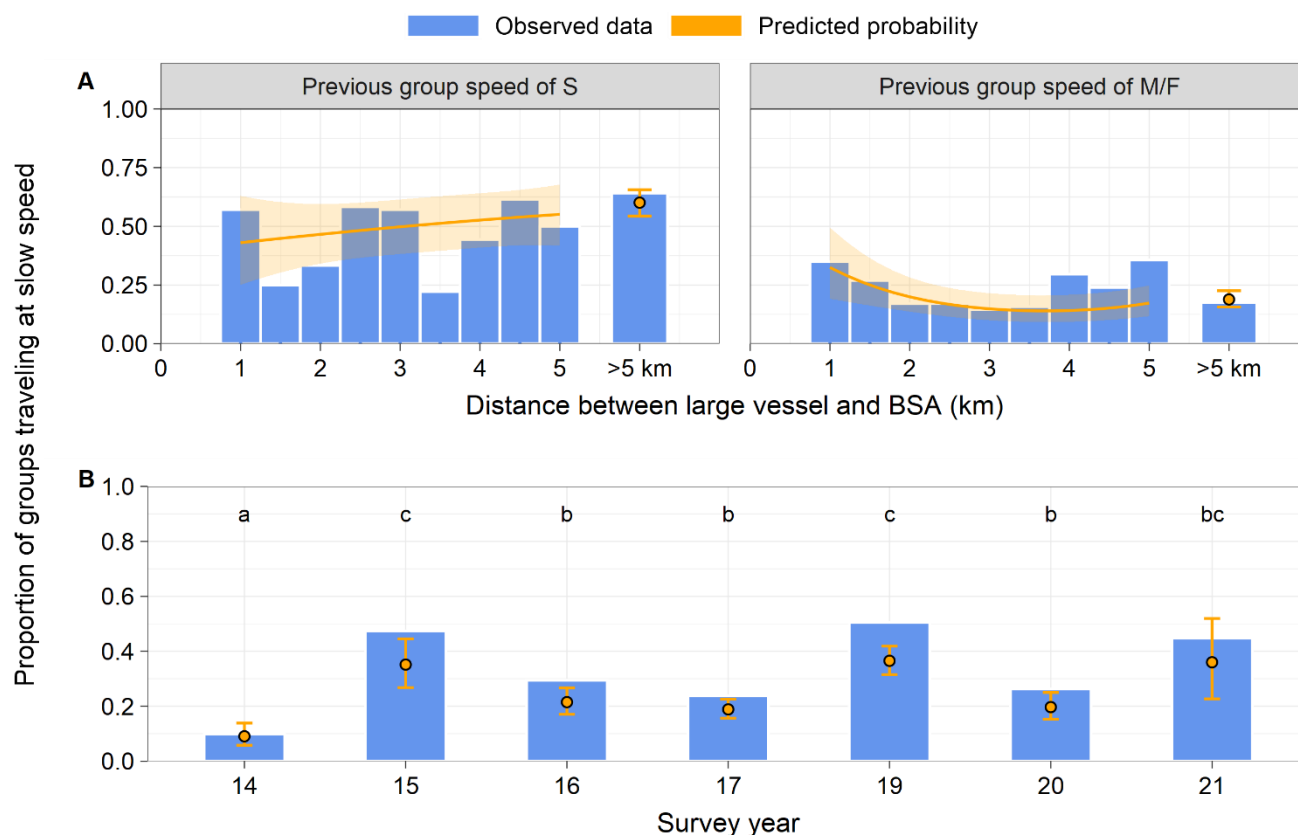 Observed data Predicted probability
A
Previous group speed of S Previous group speed of M/F
1.00
0.75
0.50
0.25
0.00
0 1 2 3 4 5 >5 km 0 1 2 3 4 5 >5 km
Distance between large vessel and BSA (km)
Proportion of groups traveling at slow speed
B
1.0
0.8
0.6
0.4
0.2
0.0
a c b b c b bc
14 15 16 17 19 20 21
Survey year